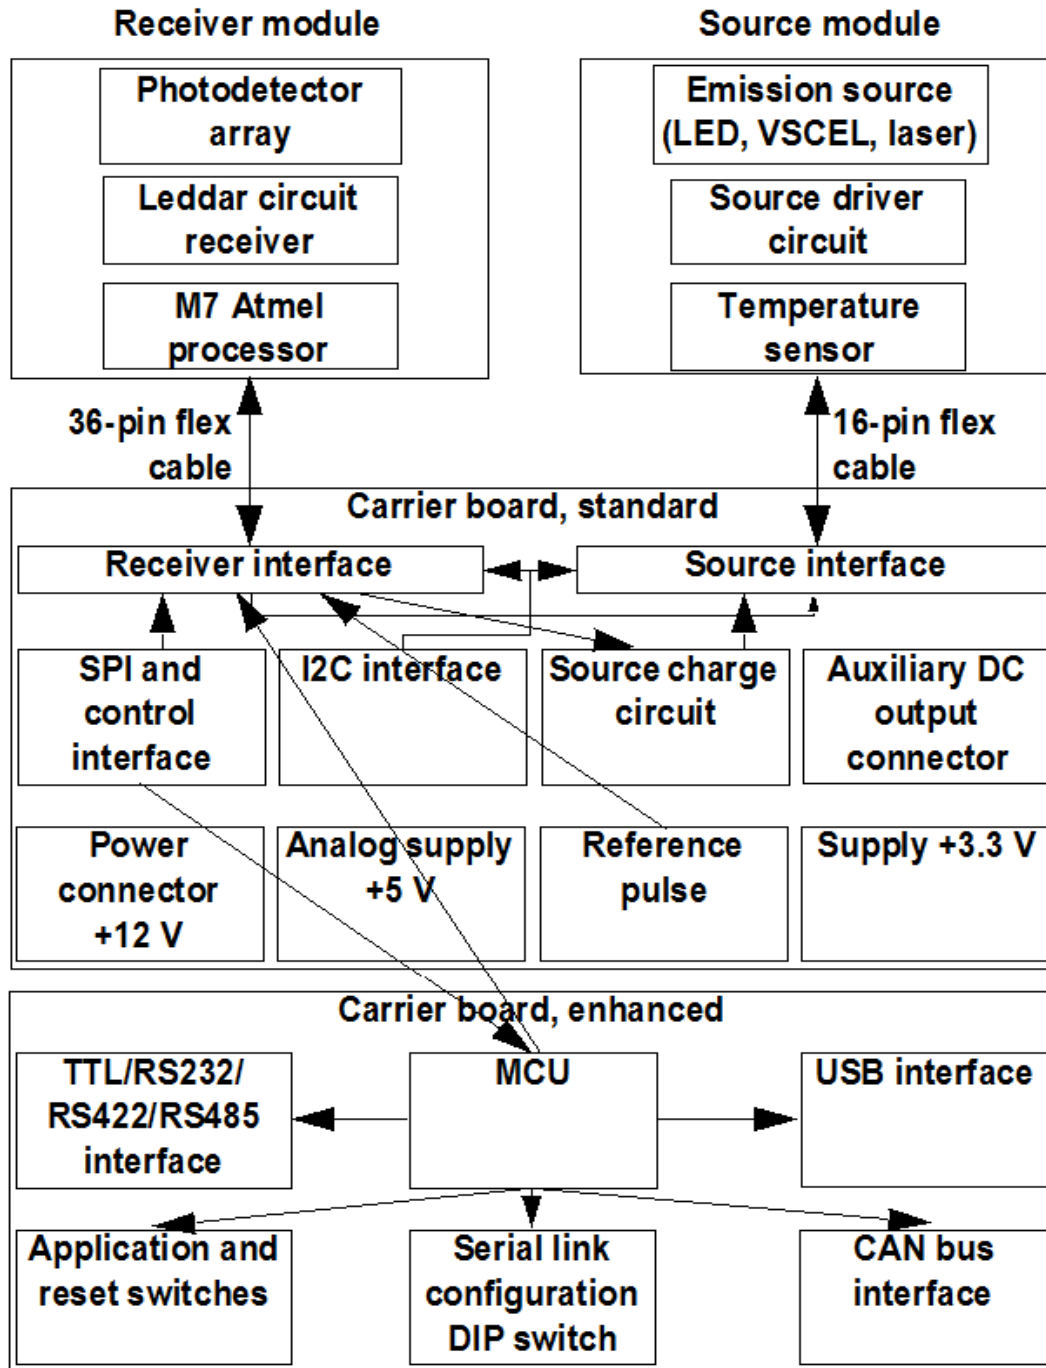 Receiver module
Source module
Photodetector
array
Emission source
(LED, VSCEL, laser)
Leddar circuit
receiver
Source driver
circuit
M7 Atmel
processor
Temperature
sensor
36-pin flex
cable
16-pin flex
cable
Carrier board, standard
Receiver interface
Source interface
SPI and
control
interface
I2C interface
Source charge
circuit
Auxiliary DC
output
connector
Power
connector
+12 V
Analog supply
+5 V
Reference
pulse
Supply +3.3 V
Carrier board, enhanced
TTL/RS232/
RS422/RS485
interface
MCU
USB interface
Application and
reset switches
Serial link
configuration
DIP switch
CAN bus
interface